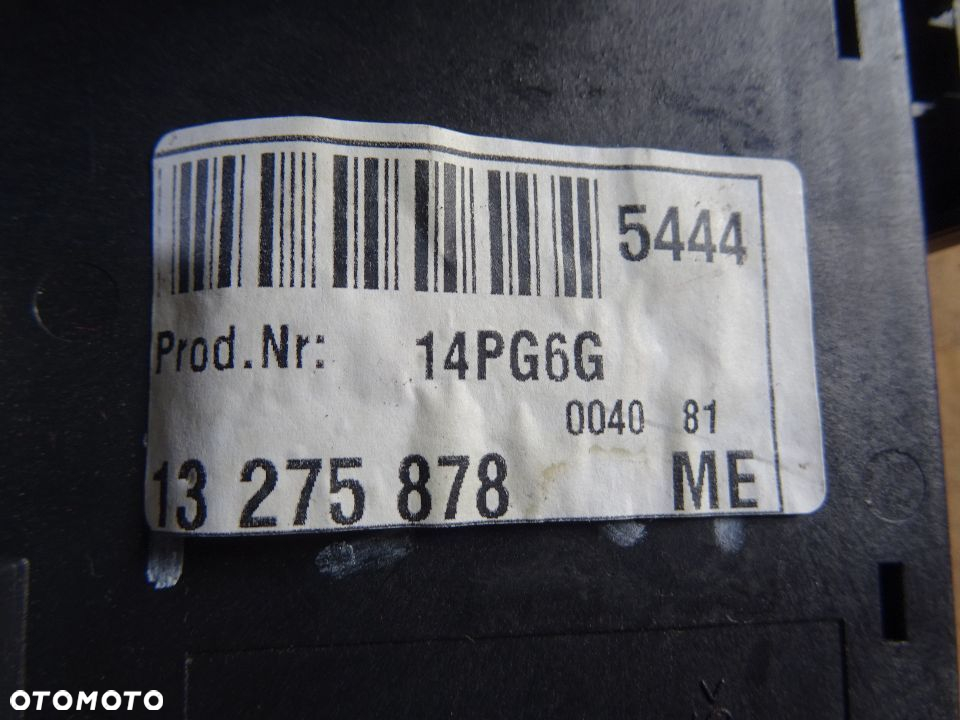 5444
Prod.Nr: 14PG6G
0040 81
13 275 878 ME
OTOMOTO